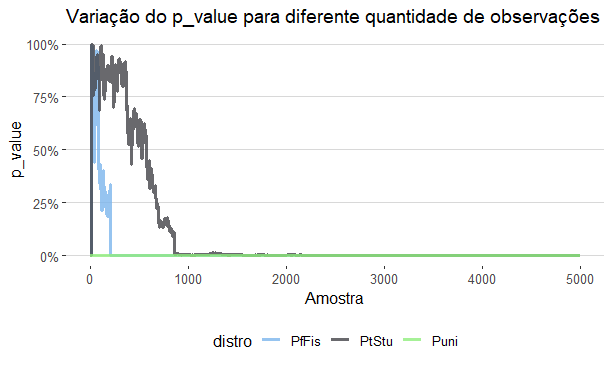 Variação do p_value para diferente quantidade de observações
100%
75%
50%
25%
0%
p_value
0 1000 2000 3000 4000 5000
Amostra
distro PfFis PtStu Puni